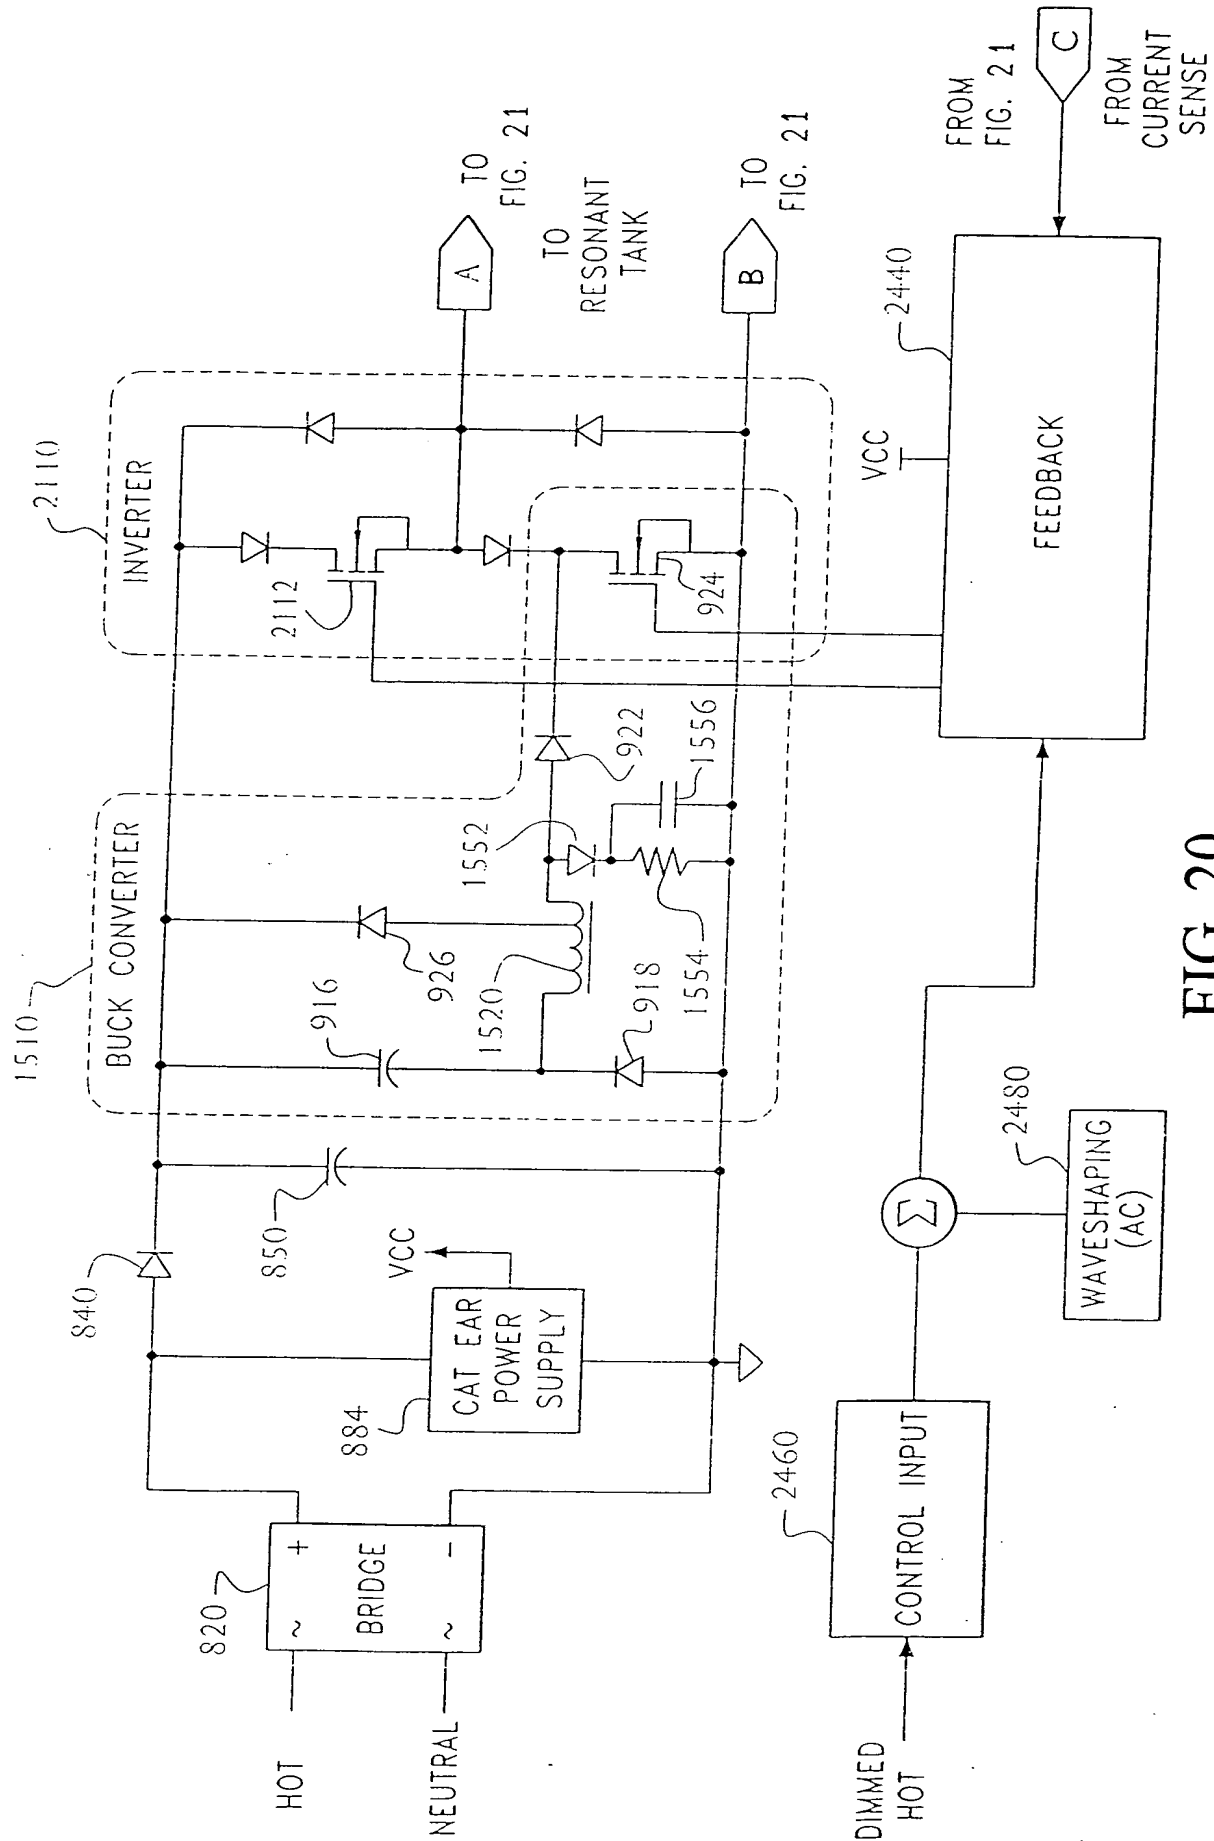 1510
BUCK CONVERTER
2110
INVERTER
HOT
NEUTRAL
820
~
+
BRIDGE
~
-
840
884
CAT EAR
POWER
SUPPLY
VCC
850
916
926
1520
918
1552
1554
922
1556
2112
924
A
TO
FIG. 21
TO
RESONANT
TANK
B
TO
FIG. 21
DIMMED
HOT
2460
CONTROL INPUT
Σ
2480
WAVESHAPING
(AC)
VCC
2440
FEEDBACK
FROM
FIG. 21
C
FROM
CURRENT
SENSE
FIG. 20